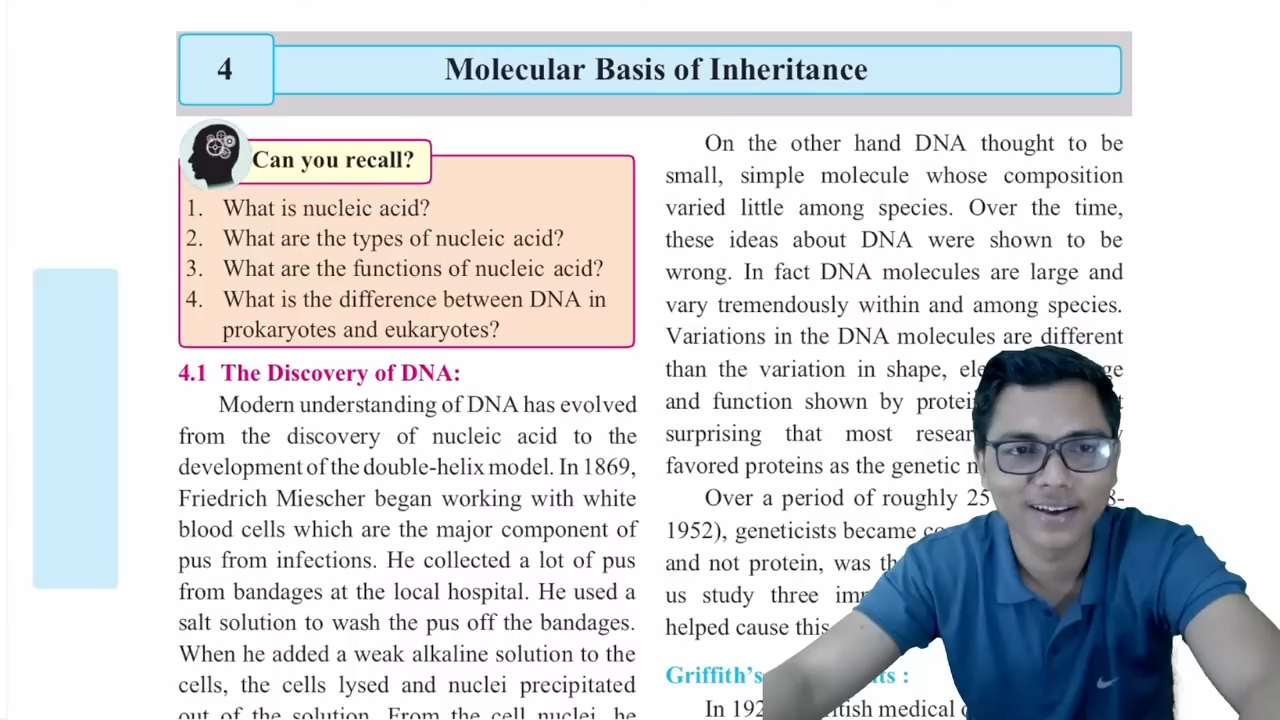 4
Molecular Basis of Inheritance
Can you recall?
1. What is nucleic acid?
2. What are the types of nucleic acid?
3. What are the functions of nucleic acid?
4. What is the difference between DNA in
prokaryotes and eukaryotes?
4.1 The Discovery of DNA:
Modern understanding of DNA has evolved
from the discovery of nucleic acid to the
development of the double-helix model. In 1869,
Friedrich Miescher began working with white
blood cells which are the major component of
pus from infections. He collected a lot of pus
from bandages at the local hospital. He used a
salt solution to wash the pus off the bandages.
When he added a weak alkaline solution to the
cells, the cells lysed and nuclei precipitated
out of the solution. From the cell nuclei, he
On the other hand DNA thought to be
small, simple molecule whose composition
varied little among species. Over the time,
these ideas about DNA were shown to be
wrong. In fact DNA molecules are large and
vary tremendously within and among species.
Variations in the DNA molecules are different
than the variation in shape,
and function shown by
surprising that most
favored proteins as the genetic
Over a period of roughly 25
1952), geneticists became
and not protein, was
us study three
helped cause this
Griffith's
In medical